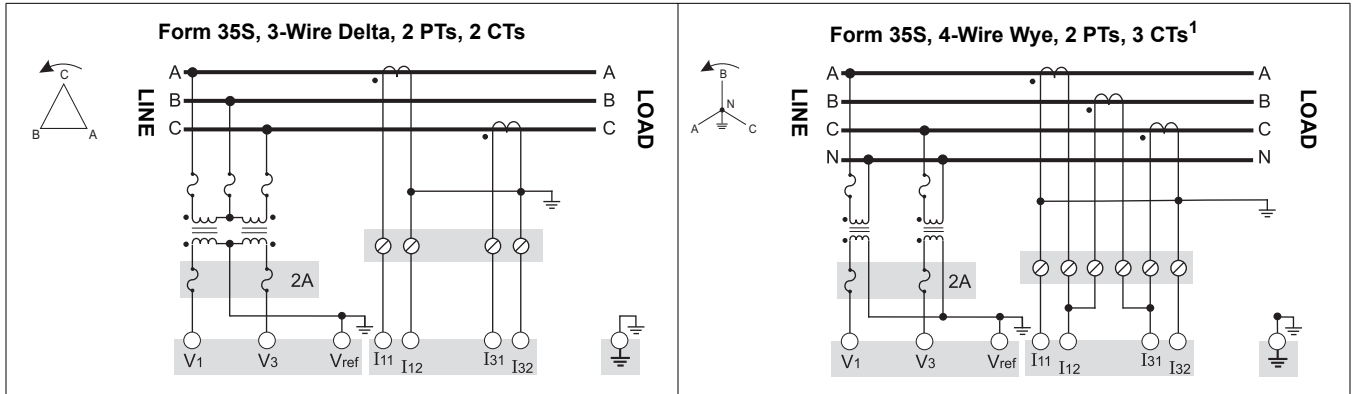 Form 35S, 3-Wire Delta, 2 PTs, 2 CTs
C
B
A
LINE
A
B
C
A
B
C
LOAD
2A
V1
V3
Vref
I11
I12
I31
I32
Form 35S, 4-Wire Wye, 2 PTs, 3 CTs1
B
N
A
C
LINE
A
B
C
N
A
B
C
N
LOAD
2A
V1
V3
Vref
I11
I12
I31
I32